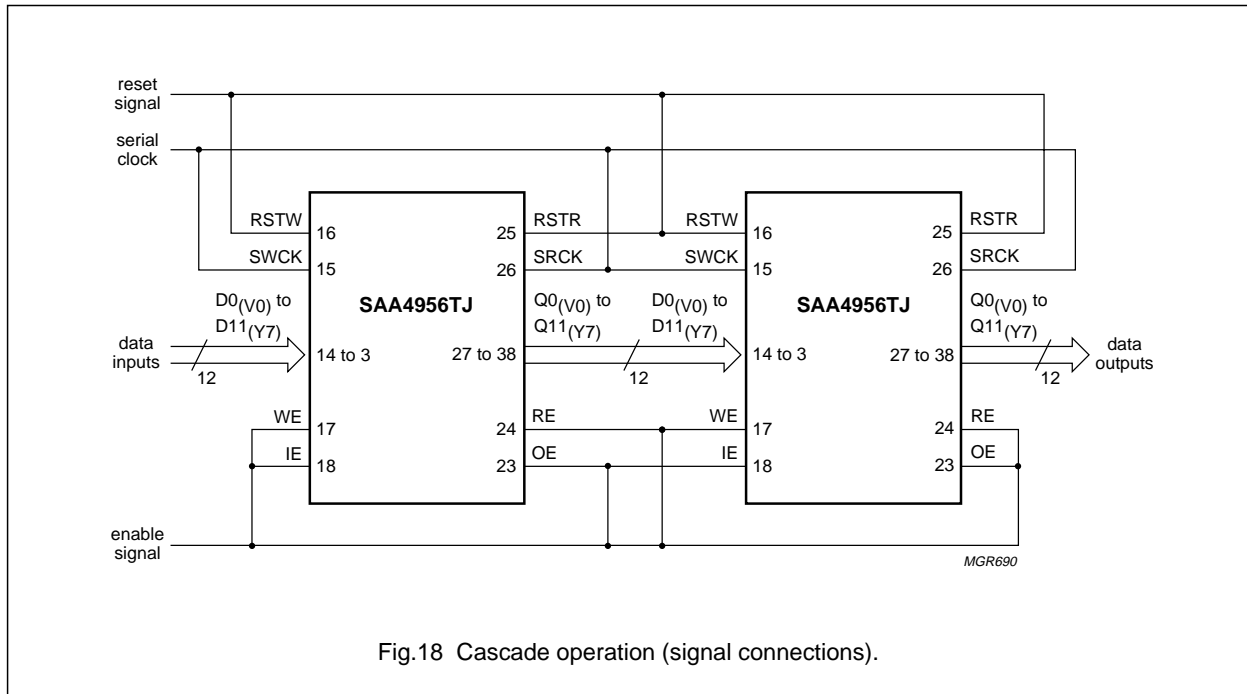 reset
signal
serial
clock
RSTW
16
25
RSTR
RSTW
16
25
RSTR
SWCK
15
26
SRCK
SWCK
15
26
SRCK
SAA4956TJ
SAA4956TJ
D0(V0) to
D11(Y7)
Q0(V0) to
Q11(Y7)
D0(V0) to
D11(Y7)
Q0(V0) to
Q11(Y7)
data
inputs
12
14 to 3
27 to 38
12
14 to 3
27 to 38
12
data
outputs
WE
17
24
RE
WE
17
24
RE
IE
18
23
OE
IE
18
23
OE
enable
signal
MGR690
Fig.18 Cascade operation (signal connections).